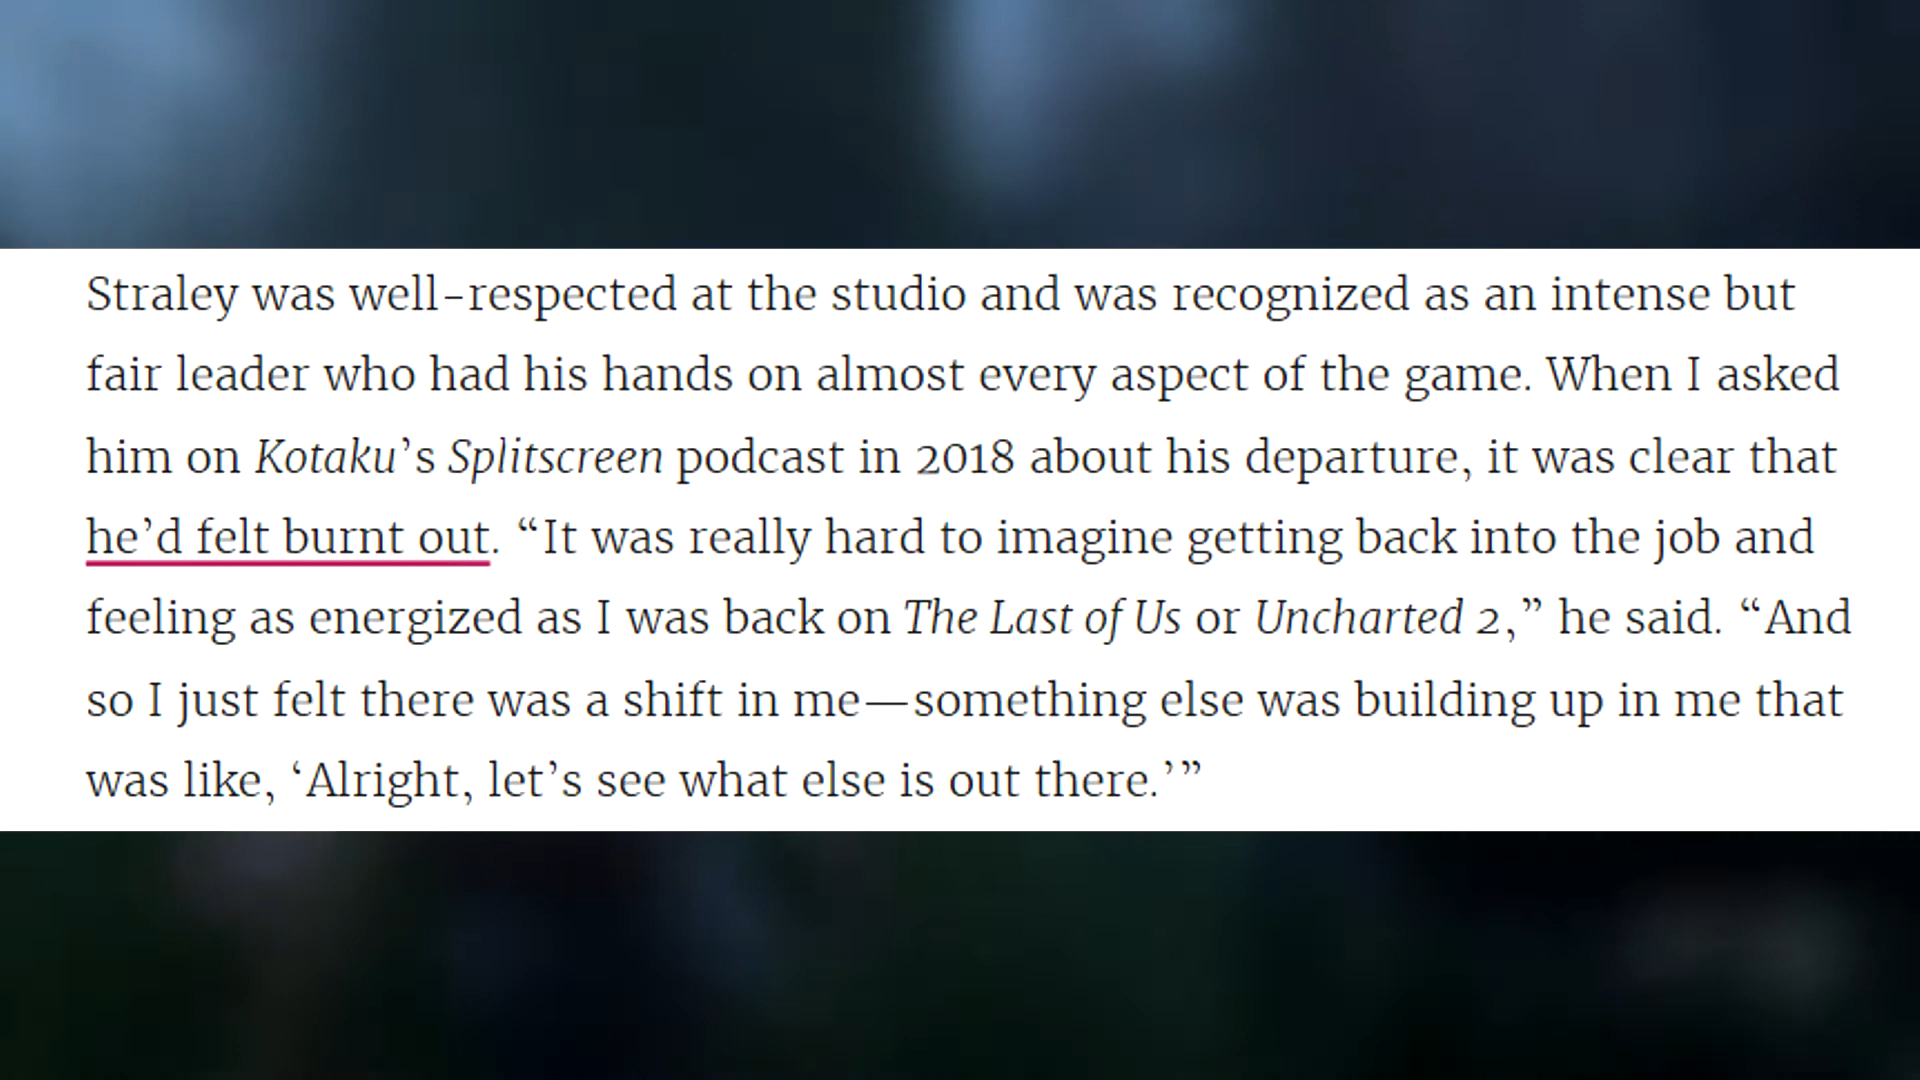 Straley was well-respected at the studio and was recognized as an intense but
fair leader who had his hands on almost every aspect of the game. When I asked
him on Kotaku’s Splitscreen podcast in 2018 about his departure, it was clear that
he’d felt burnt out. “It was really hard to imagine getting back into the job and
feeling as energized as I was back on The Last of Us or Uncharted 2,” he said. “And
so I just felt there was a shift in me—something else was building up in me that
was like, ‘Alright, let’s see what else is out there.’”